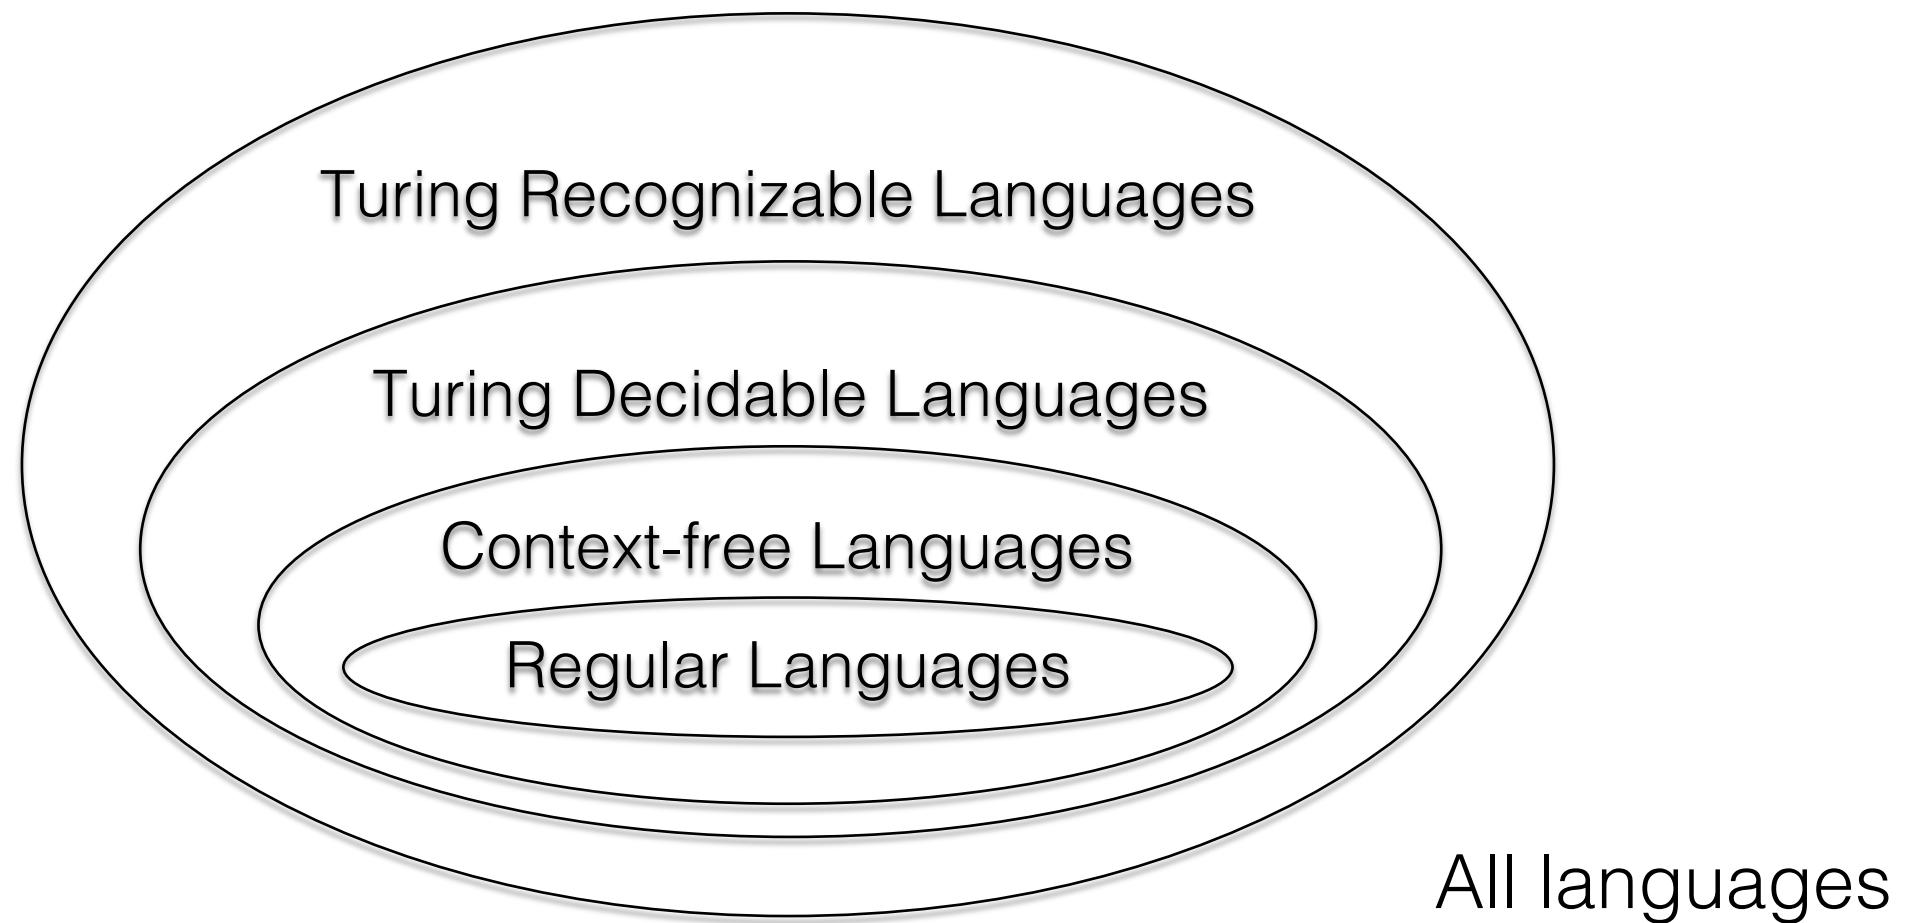 Turing Recognizable Languages
Turing Decidable Languages
Context-free Languages
Regular Languages
All languages